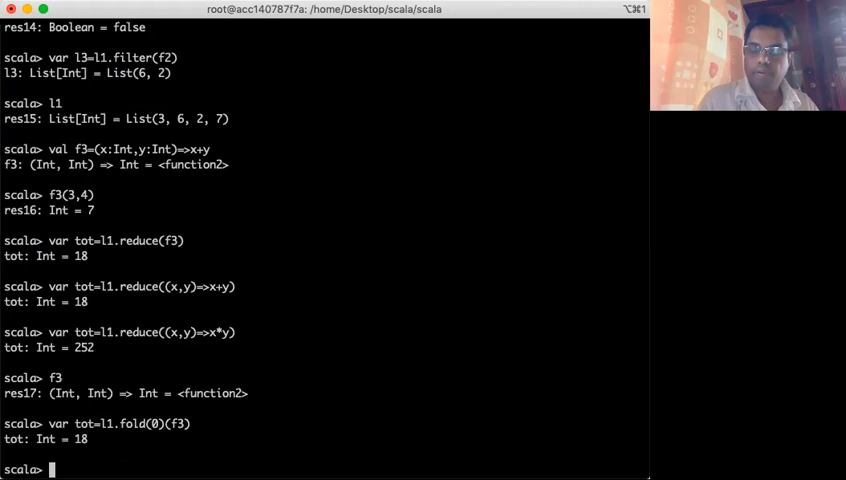 root@acc140787f7a: /home/Desktop/scala/scala
⌥⌘1
res14: Boolean = false
scala> var l3=l1.filter(f2)
l3: List[Int] = List(6, 2)
scala> l1
res15: List[Int] = List(3, 6, 2, 7)
scala> val f3=(x:Int,y:Int)=>x+y
f3: (Int, Int) => Int = <function2>
scala> f3(3,4)
res16: Int = 7
scala> var tot=l1.reduce(f3)
tot: Int = 18
scala> var tot=l1.reduce((x,y)=>x+y)
tot: Int = 18
scala> var tot=l1.reduce((x,y)=>x*y)
tot: Int = 252
scala> f3
res17: (Int, Int) => Int = <function2>
scala> var tot=l1.fold(0)(f3)
tot: Int = 18
scala>